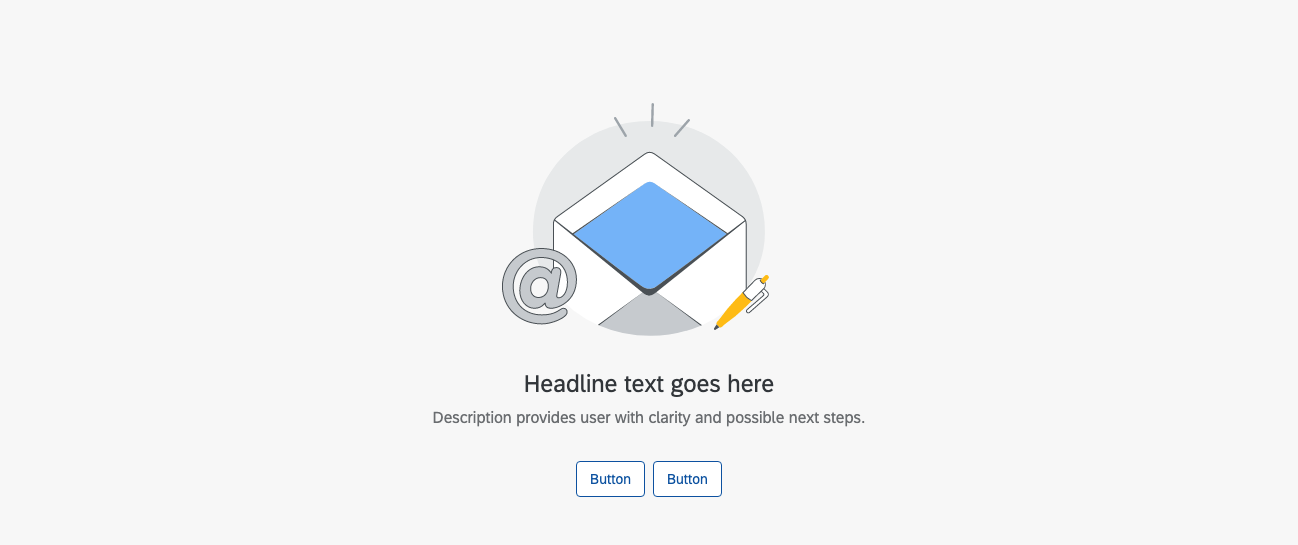 @
Headline text goes here
Description provides user with clarity and possible next steps.
Button Button